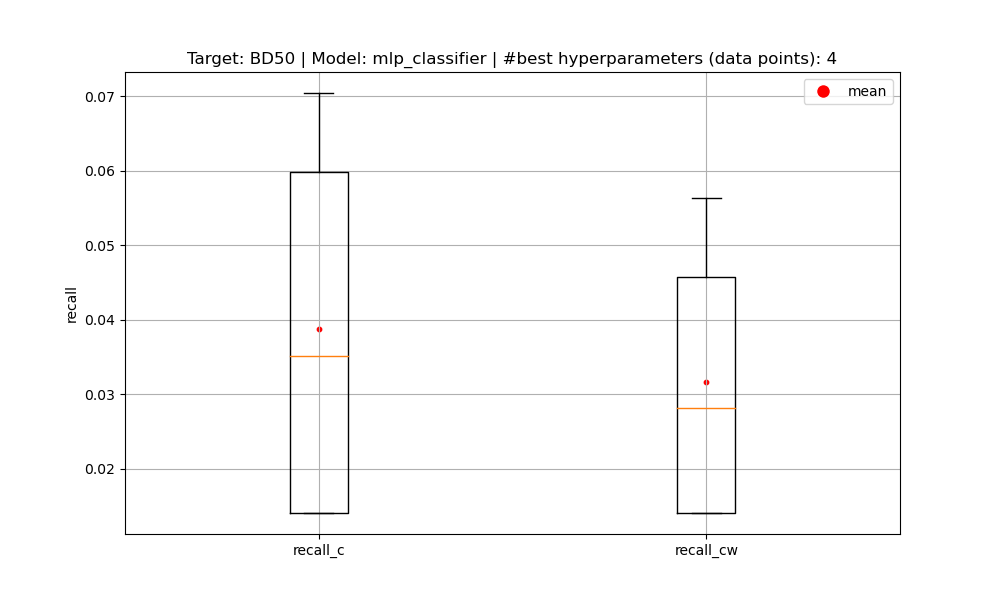 Target: BD50 | Model: mlp_classifier | #best hyperparameters (data points): 4
mean
0.07
0.06
0.05
0.04
0.03
0.02
recall
recall_c
recall_cw